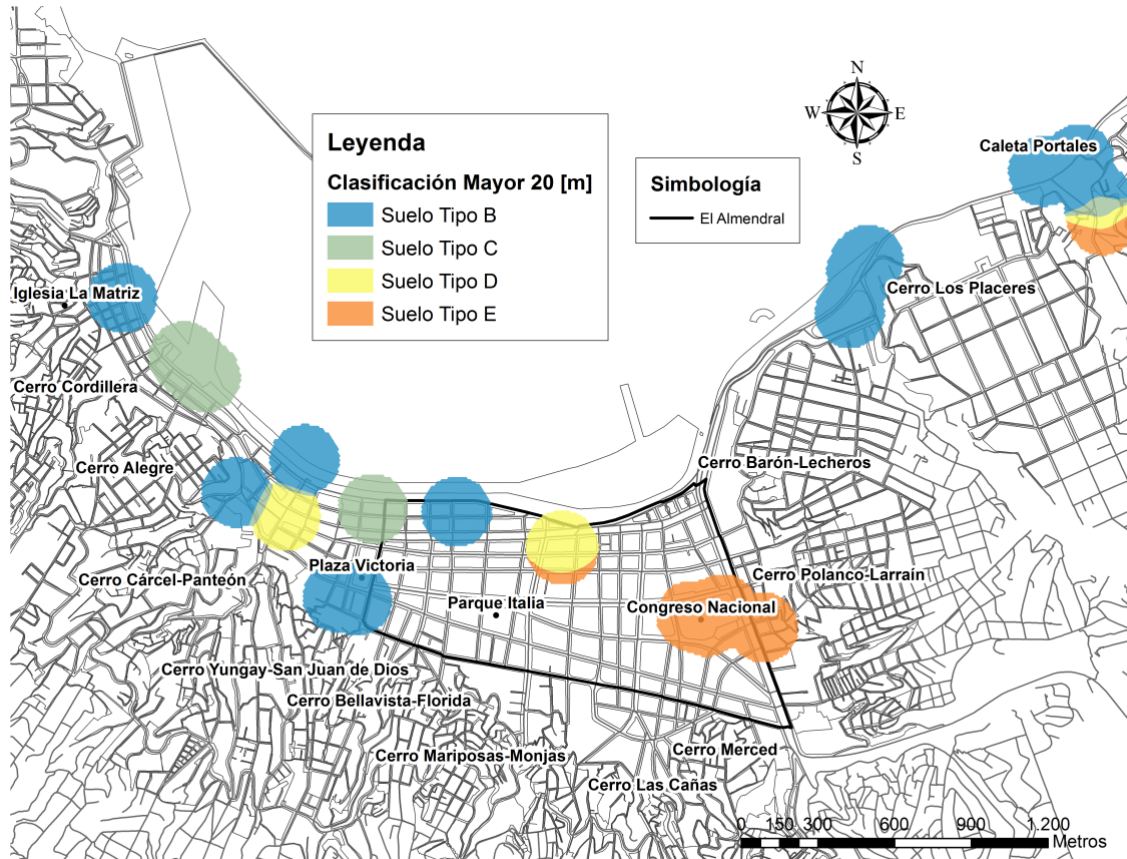 N
W E
S
Leyenda
Clasificación Mayor 20 [m]
Suelo Tipo B
Suelo Tipo C
Suelo Tipo D
Suelo Tipo E
Simbología
El Almendral
Caleta Portales
Iglesia La Matriz
Cerro Los Placeres
Cerro Cordillera
Cerro Alegre
Cerro Barón-Lecheros
Plaza Victoria
Cerro Cárcel-Panteón
Cerro Polanco-Larraín
Parque Italia
Congreso Nacional
Cerro Yungay-San Juan de Dios
Cerro Bellavista-Florida
Cerro Mariposas-Monjas
Cerro Merced
Cerro Las Cañas
0 150 300 600 900 1.200
Metros